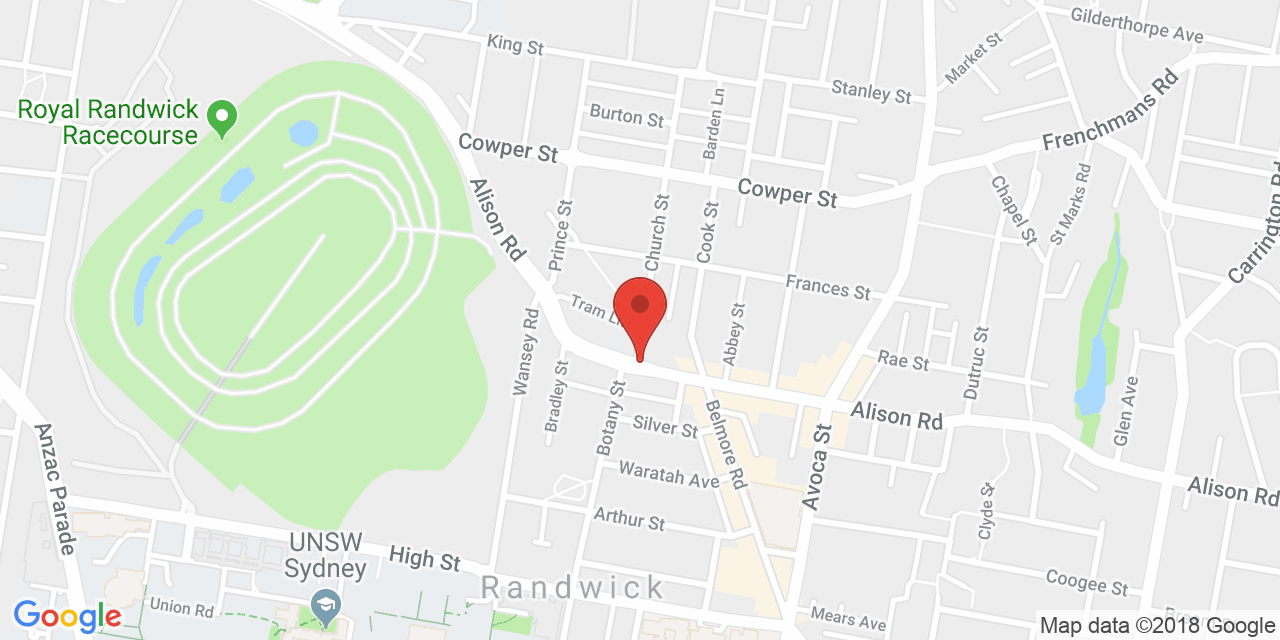 Gilderthorpe Ave
King St
Market St
Stanley St
Royal Randwick
Racecourse
Burton St
Barden Ln
Frenchmans Rd
Cowper St
Cowper St
Alison Rd
Chapel St
St Marks Rd
Carrington Rd
Prince St
Church St
Cook St
Frances St
Tram Ln
Abbey St
Wansey Rd
Rae St
Dutruc St
Bradley St
Botany St
Glen Ave
Alison Rd
Silver St
Belmore Rd
Avoca St
Anzac Parade
Waratah Ave
Alison Rd
Clyde St
Arthur St
UNSW
Sydney
High St
Randwick
Coogee St
Union Rd
Mears Ave
Google
Map data ©2018 Google